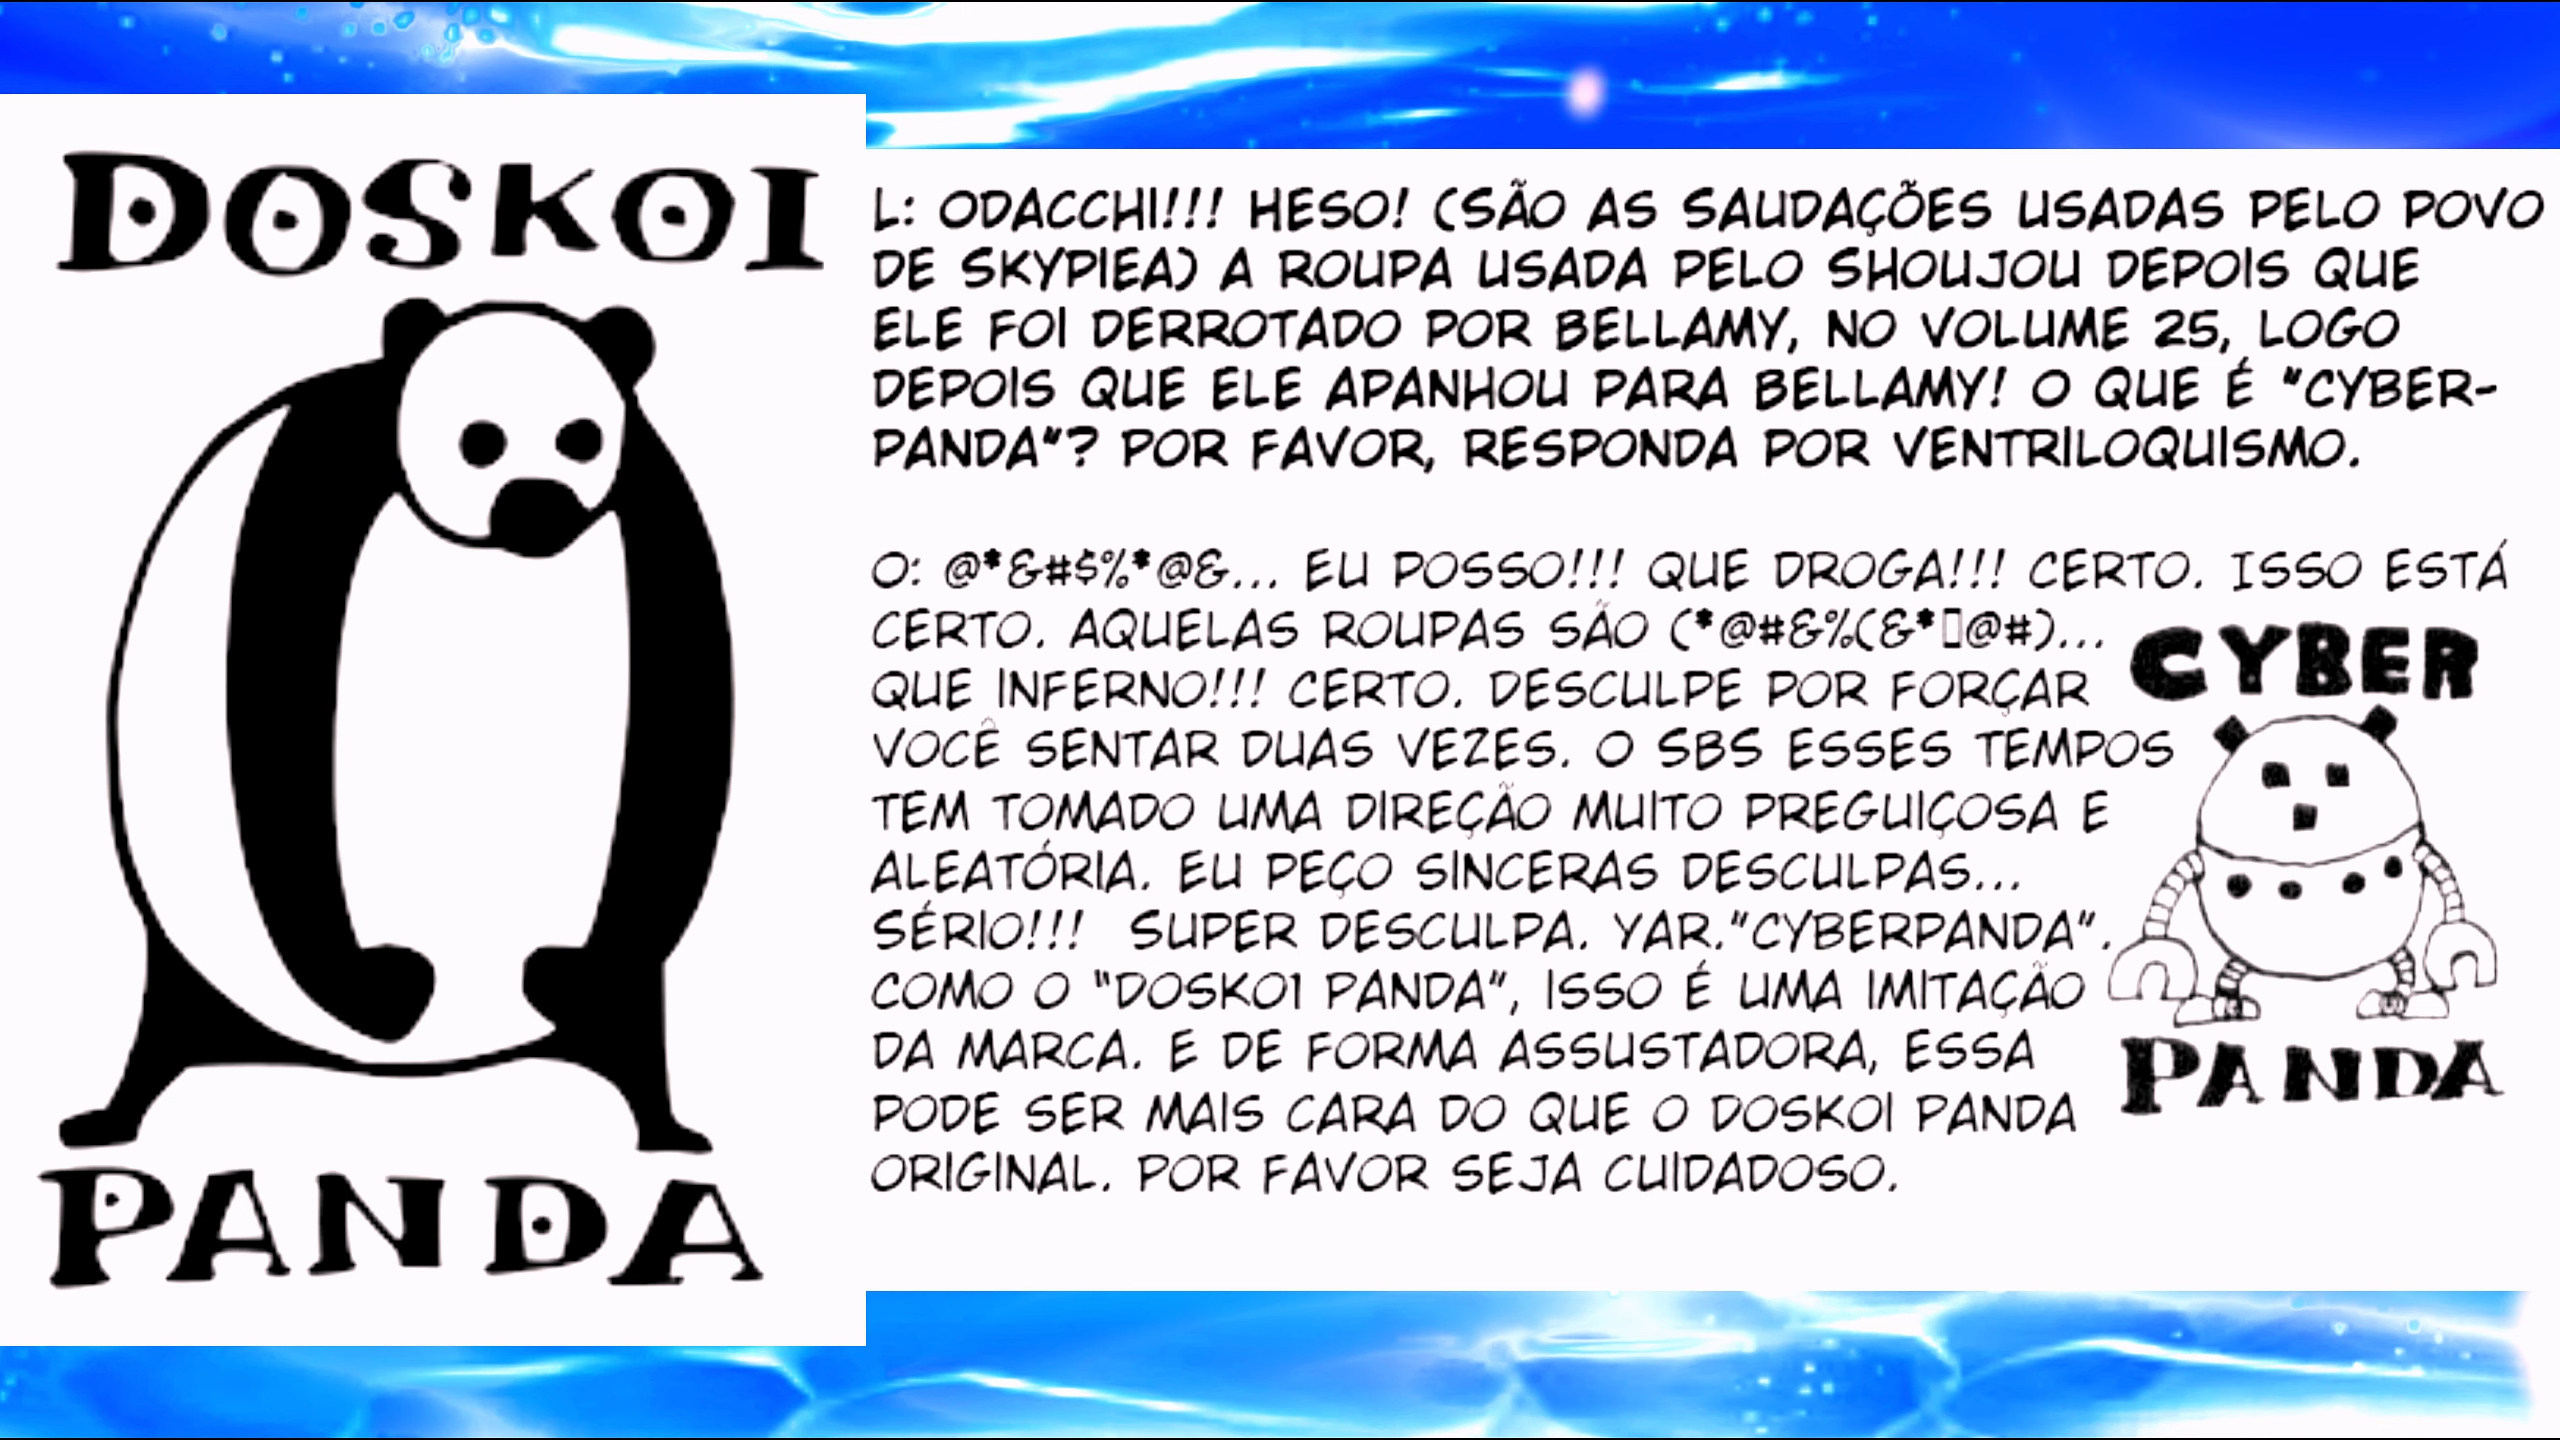 DOSKOI
PANDA
L: ODACCHI!!! HESO! (SÃO AS SAUDAÇÕES USADAS PELO POVO
DE SKYPIEA) A ROUPA USADA PELO SHOUJOU DEPOIS QUE
ELE FOI DERROTADO POR BELLAMY, NO VOLUME 25, LOGO
DEPOIS QUE ELE APANHOU PARA BELLAMY! O QUE É "CYBER-
PANDA"? POR FAVOR, RESPONDA POR VENTRILOQUISMO.
O: @*&#$%*@&... EU POSSO!!! QUE DROGA!!! CERTO. ISSO ESTÁ
CERTO. AQUELAS ROUPAS SÃO (*@#&%(&*▯@#)...
QUE INFERNO!!! CERTO. DESCULPE POR FORÇAR
VOCÊ SENTAR DUAS VEZES. O SBS ESSES TEMPOS
TEM TOMADO UMA DIREÇÃO MUITO PREGUIÇOSA E
ALEATÓRIA. EU PEÇO SINCERAS DESCULPAS...
SÉRIO!!! SUPER DESCULPA. YAR."CYBERPANDA".
COMO O "DOSKO1 PANDA", ISSO É UMA IMITAÇÃO
DA MARCA. E DE FORMA ASSUSTADORA, ESSA
PODE SER MAIS CARA DO QUE O DOSKOI PANDA
ORIGINAL. POR FAVOR SEJA CUIDADOSO.
CYBER
PANDA